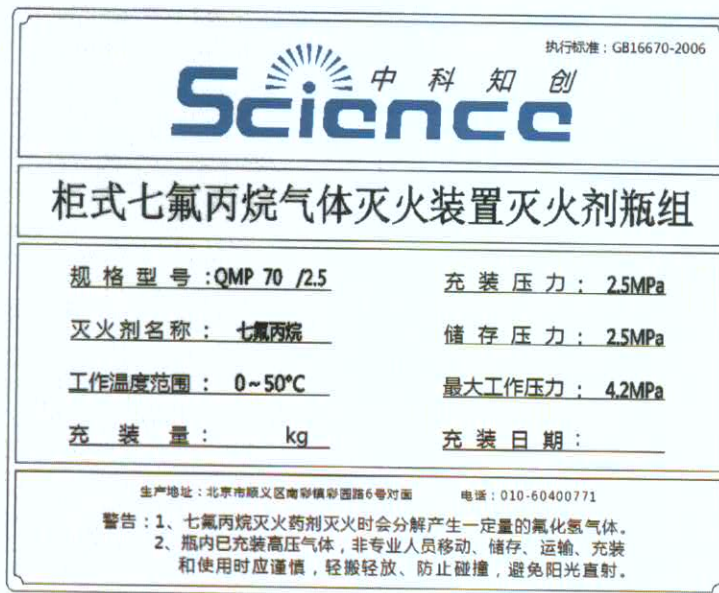 执行标准：GB16670-2006
中科知创
Science
柜式七氟丙烷气体灭火装置灭火剂瓶组
规格型号：QMP 70 /2.5
充装压力：2.5MPa
灭火剂名称：七氟丙烷
储存压力：2.5MPa
工作温度范围：0~50°C
最大工作压力：4.2MPa
充装量： kg
充装日期：
生产地址：北京市顺义区南彩镇彩园路6号对面 电话：010-60400771
警告：1、七氟丙烷灭火药剂灭火时会分解产生一定量的氟化氢气体。
2、瓶内已充装高压气体，非专业人员移动、储存、运输、充装
和使用时应谨慎，轻搬轻放、防止碰撞，避免阳光直射。